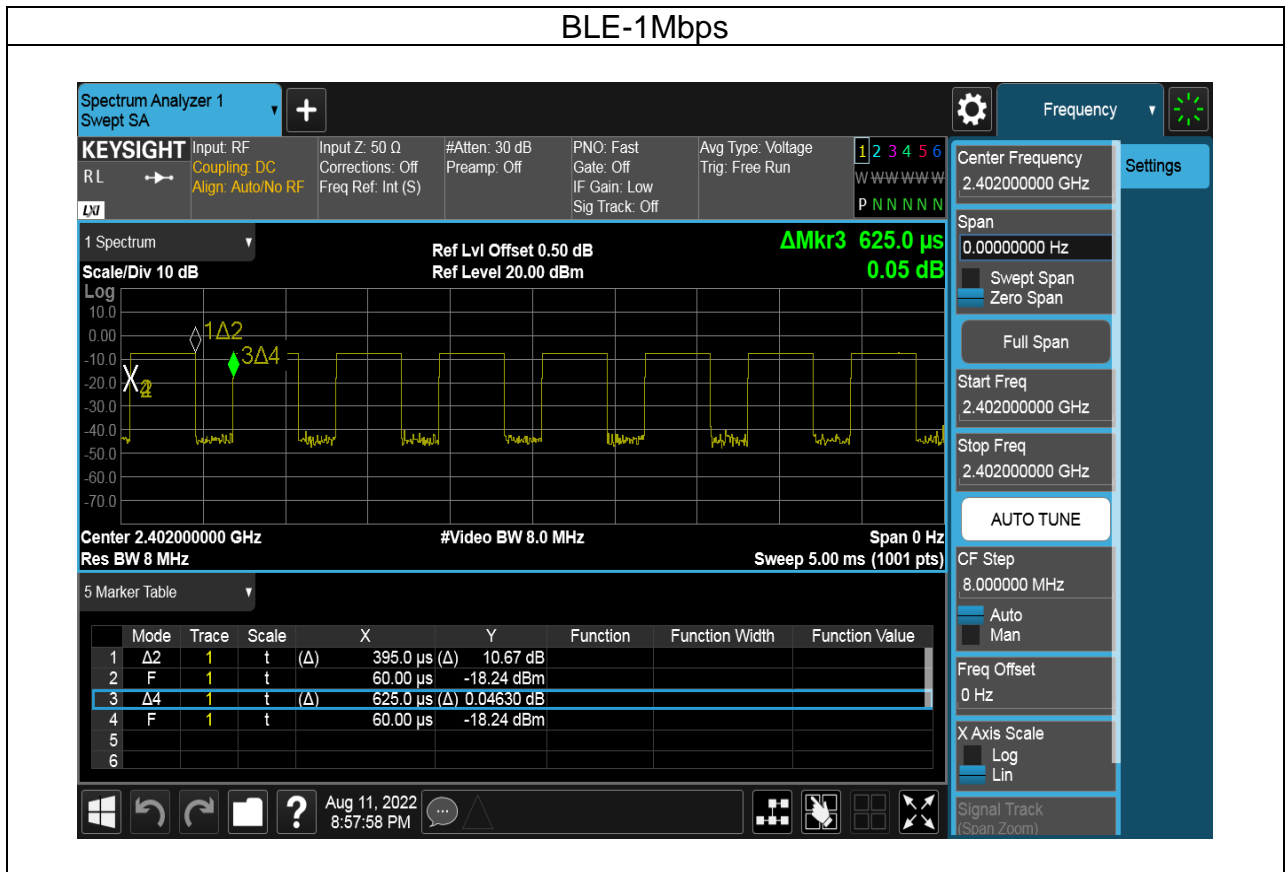 BLE-1Mbps
Spectrum Analyzer 1
Swept SA
Frequency
KEYSIGHT
RL
LXI
Input: RF
Coupling: DC
Align: Auto/No RF
Input Z: 50 Ω
Corrections: Off
Freq Ref: Int (S)
#Atten: 30 dB
Preamp: Off
PNO: Fast
Gate: Off
IF Gain: Low
Sig Track: Off
Avg Type: Voltage
Trig: Free Run
1 2 3 4 5 6
W W W W W W
P N N N N N
1 Spectrum
Scale/Div 10 dB
Ref Lvl Offset 0.50 dB
Ref Level 20.00 dBm
ΔMkr3 625.0 µs
0.05 dB
Log
10.0
0.00
-10.0
-20.0
-30.0
-40.0
-50.0
-60.0
-70.0
1Δ2
3Δ4
Center 2.402000000 GHz
Res BW 8 MHz
#Video BW 8.0 MHz
Span 0 Hz
Sweep 5.00 ms (1001 pts)
5 Marker Table
Mode Trace Scale X Y Function Function Width Function Value
1 Δ2 1 t (Δ) 395.0 µs (Δ) 10.67 dB
2 F 1 t 60.00 µs -18.24 dBm
3 Δ4 1 t (Δ) 625.0 µs (Δ) 0.04630 dB
4 F 1 t 60.00 µs -18.24 dBm
5
6
?
Aug 11, 2022
8:57:58 PM
Center Frequency
2.402000000 GHz
Settings
Span
0.00000000 Hz
Swept Span
Zero Span
Full Span
Start Freq
2.402000000 GHz
Stop Freq
2.402000000 GHz
AUTO TUNE
CF Step
8.000000 MHz
Auto
Man
Freq Offset
0 Hz
X Axis Scale
Log
Lin
Signal Track
(Span Zoom)